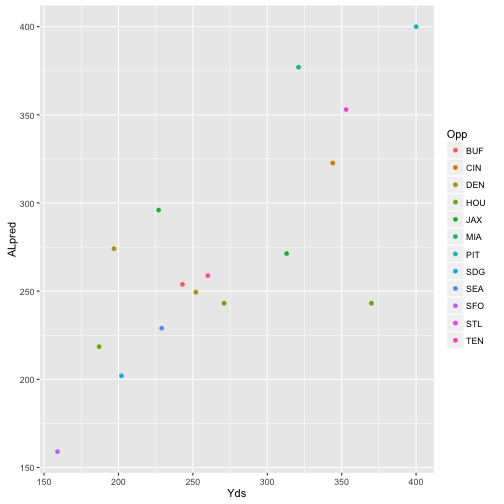 400
350
300
250
200
150
ALpred
150
200
250
300
350
400
Yds
Opp
BUF
CIN
DEN
HOU
JAX
MIA
PIT
SDG
SEA
SFO
STL
TEN